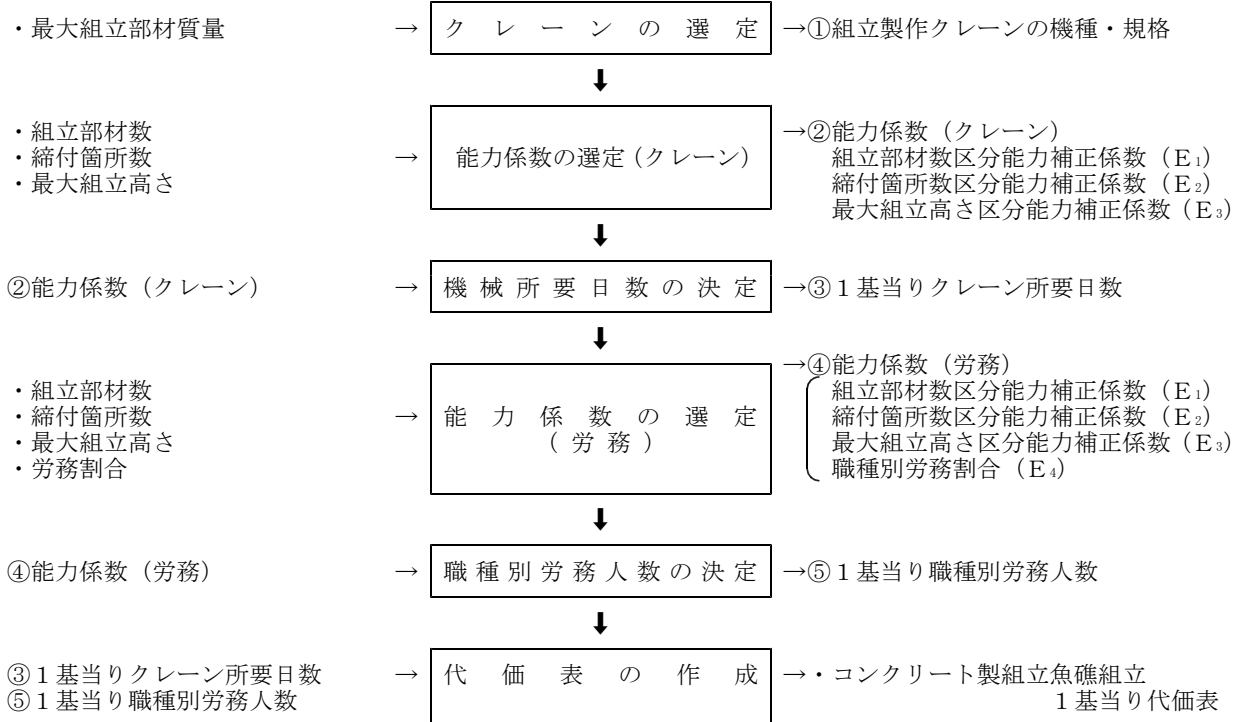 ・最大組立部材質量 → クレーンの選定 →①組立製作クレーンの機種・規格
⬇
・組立部材数
・締付箇所数
・最大組立高さ
→ 能力係数の選定(クレーン)
→②能力係数(クレーン)
組立部材数区分能力補正係数(E₁)
締付箇所数区分能力補正係数(E₂)
最大組立高さ区分能力補正係数(E₃)
⬇
②能力係数(クレーン) → 機械所要日数の決定 →③1基当りクレーン所要日数
⬇
・組立部材数
・締付箇所数
・最大組立高さ
・労務割合
→ 能力係数の選定
(労務)
→④能力係数(労務)
組立部材数区分能力補正係数(E₁)
締付箇所数区分能力補正係数(E₂)
最大組立高さ区分能力補正係数(E₃)
職種別労務割合(E₄)
⬇
④能力係数(労務) → 職種別労務人数の決定 →⑤1基当り職種別労務人数
⬇
③1基当りクレーン所要日数
⑤1基当り職種別労務人数
→ 代価表の作成
→・コンクリート製組立魚礁組立
1基当り代価表